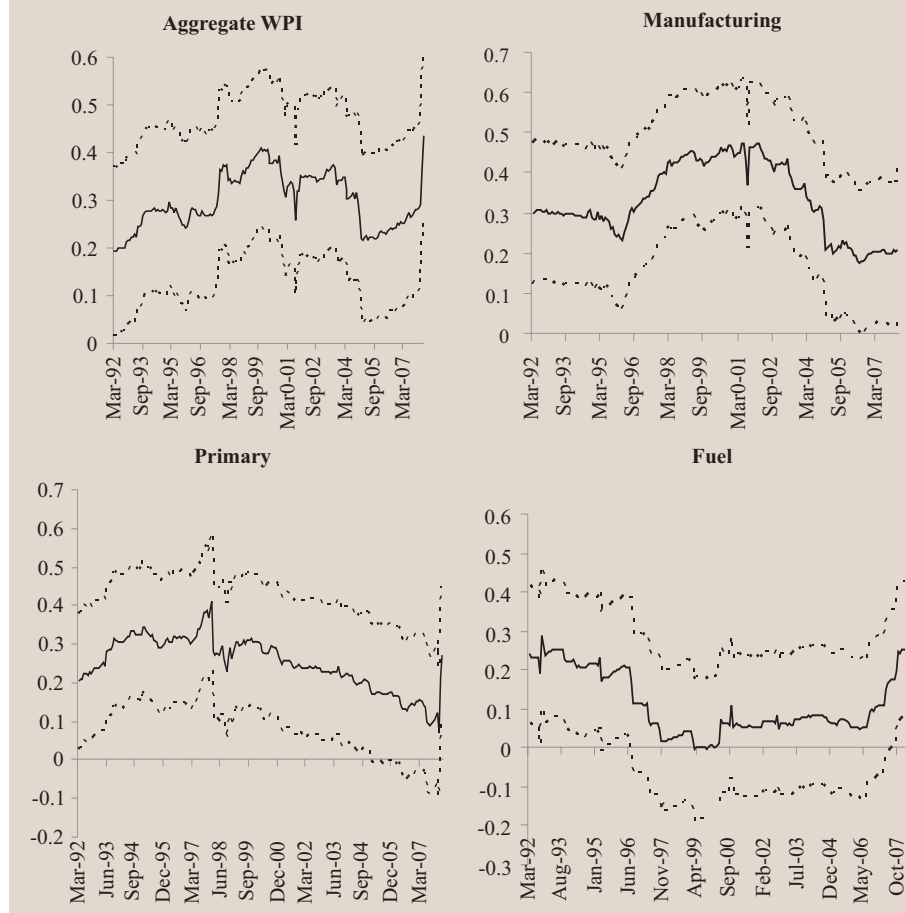 Aggregate WPI
0.6
0.5
0.4
0.3
0.2
0.1
0
Mar-92
Sep-93
Mar-95
Sep-96
Mar-98
Sep-99
Mar0-01
Sep-02
Mar-04
Sep-05
Mar-07
Manufacturing
0.7
0.6
0.5
0.4
0.3
0.2
0.1
0
Mar-92
Sep-93
Mar-95
Sep-96
Mar-98
Sep-99
Mar0-01
Sep-02
Mar-04
Sep-05
Mar-07
Primary
0.7
0.6
0.5
0.4
0.3
0.2
0.1
0
-0.1
-0.2
Mar-92
Jun-93
Sep-94
Dec-95
Mar-97
Jun-98
Sep-99
Dec-00
Mar-02
Jun-03
Sep-04
Dec-05
Mar-07
Fuel
0.6
0.5
0.4
0.3
0.2
0.1
0
-0.1
-0.2
-0.3
Mar-92
Aug-93
Jan-95
Jun-96
Nov-97
Apr-99
Sep-00
Feb-02
Jul-03
Dec-04
May-06
Oct-07